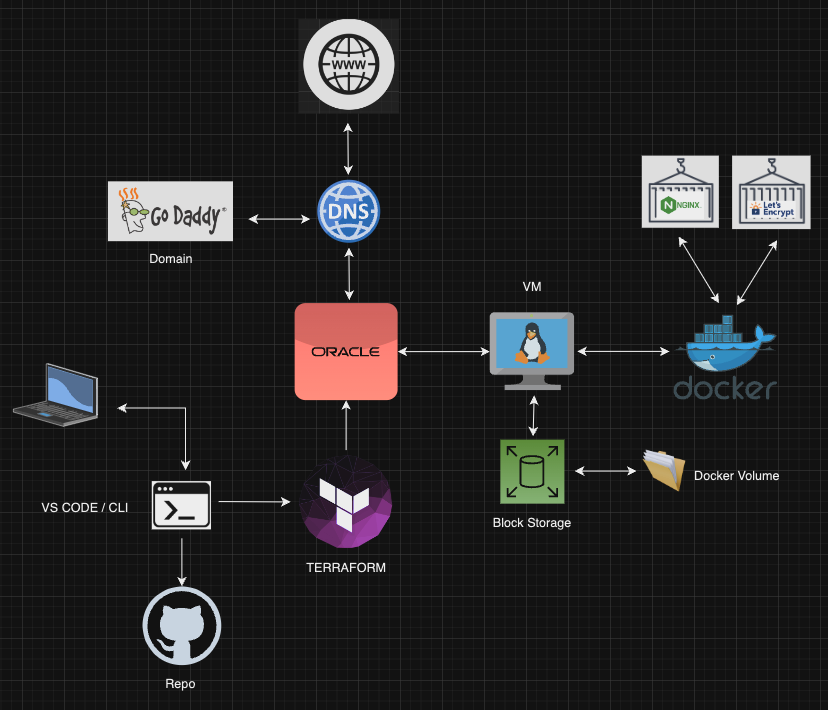 WWW
Go Daddy®
DNS
Domain
NGINX
Let's
Encrypt
VM
ORACLE
docker
VS CODE / CLI
>_
Docker Volume
Block Storage
TERRAFORM
Repo